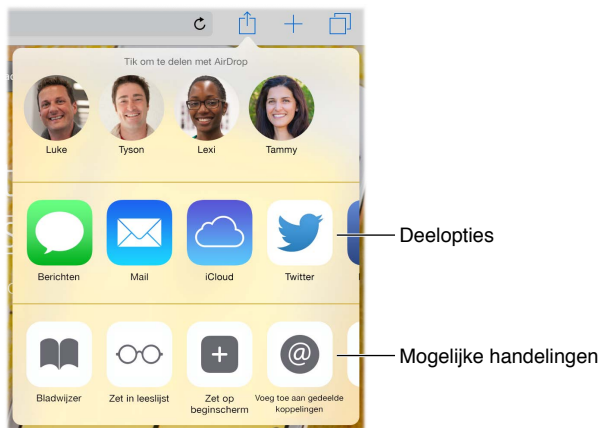 Tik om te delen met AirDrop
Luke
Tyson
Lexi
Tammy
Berichten
Mail
iCloud
Twitter
Deelopties
Bladwijzer
Zet in leeslijst
Zet op
beginscherm
Voeg toe aan gedeelde
koppelingen
Mogelijke handelingen